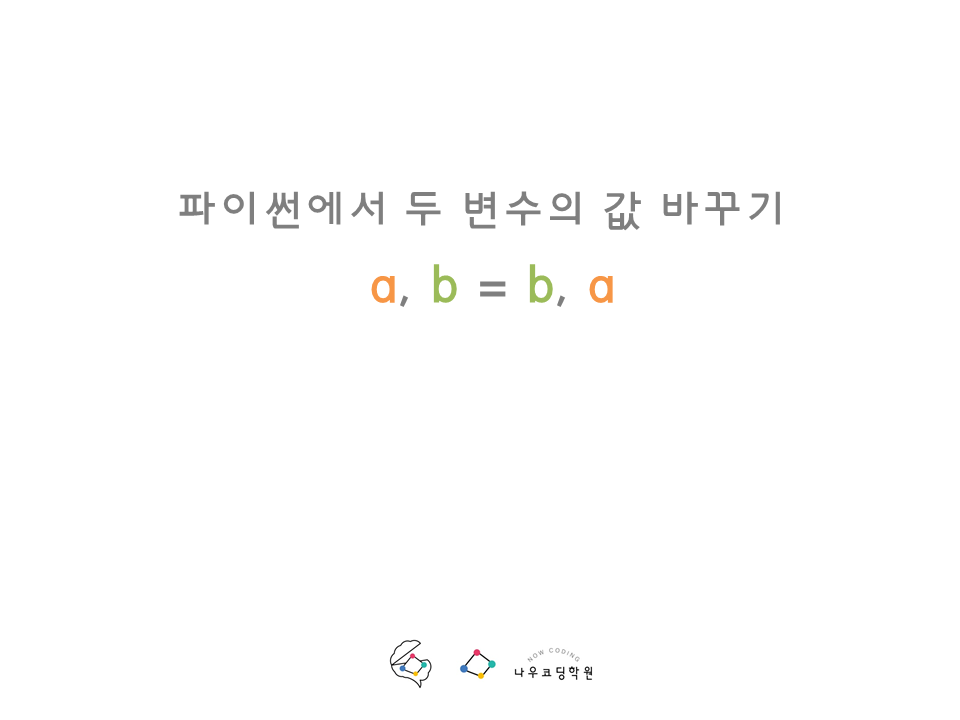 파이썬에서 두 변수의 값 바꾸기
a, b = b, a
NOW CODING
나우코딩학원